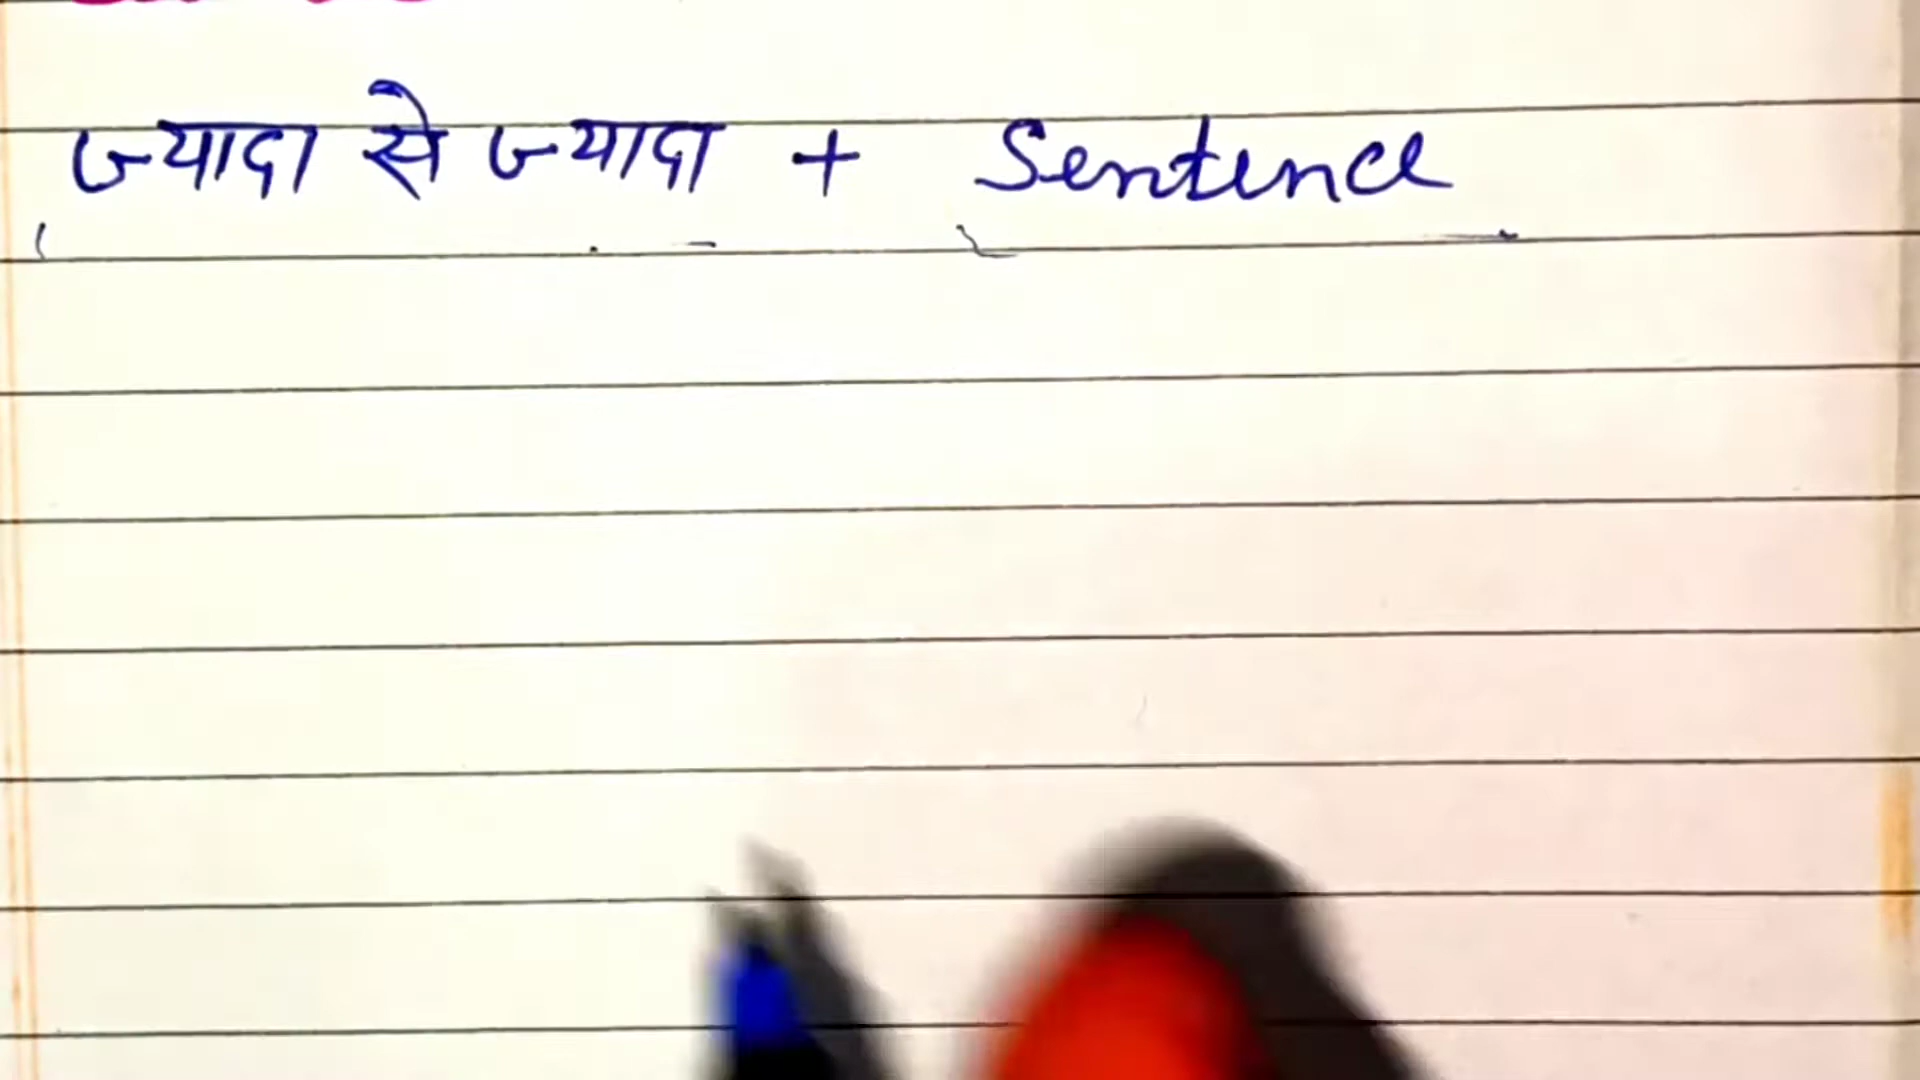 ज्यादा से ज्यादा + Sentence